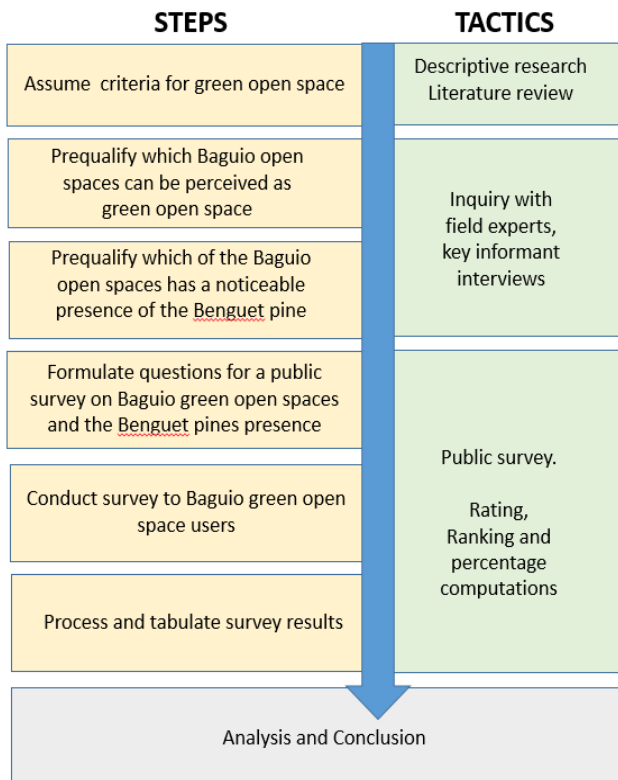 STEPS
TACTICS
Assume criteria for green open space
Descriptive research
Literature review
Prequalify which Baguio open
spaces can be perceived as
green open space
Inquiry with
field experts,
key informant
interviews
Prequalify which of the Baguio
open spaces has a noticeable
presence of the Benguet pine
Formulate questions for a public
survey on Baguio green open spaces
and the Benguet pines presence
Public survey.
Rating,
Ranking and
percentage
computations
Conduct survey to Baguio green open
space users
Process and tabulate survey results
Analysis and Conclusion